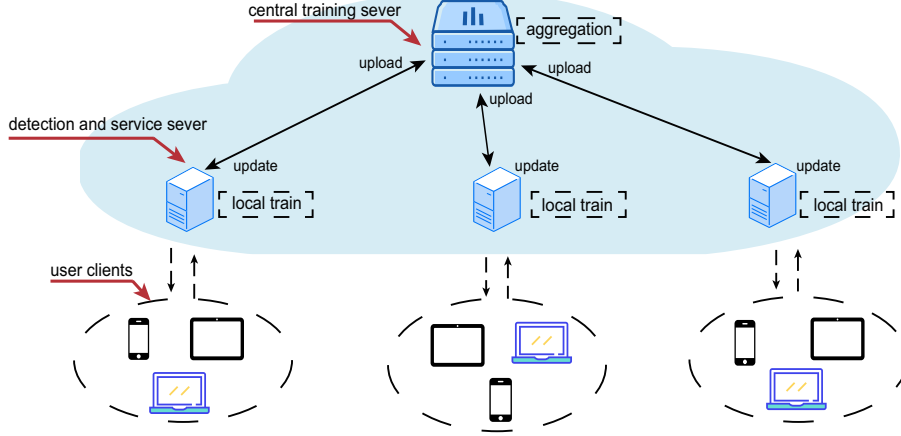 central training sever
aggregation
upload
upload
upload
detection and service sever
update
update
update
local train
local train
local train
user clients